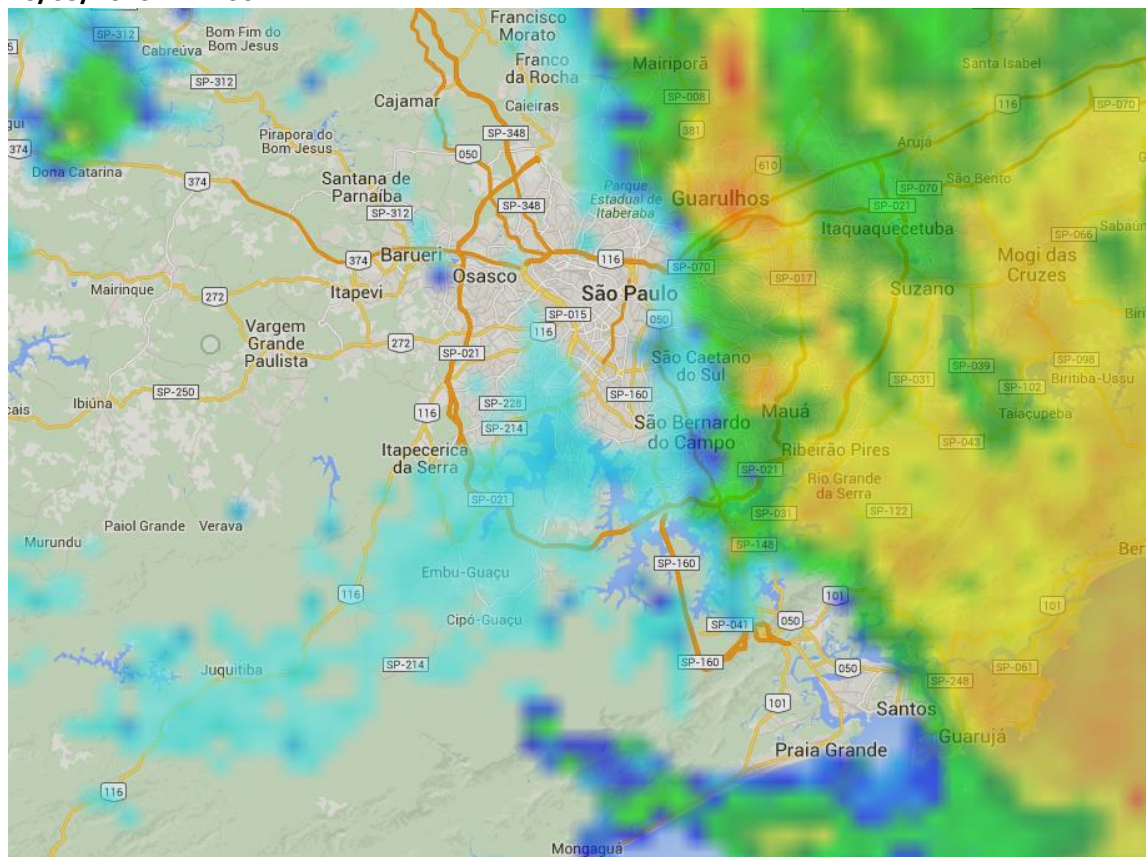 Francisco
Morato
Bom Fim do
Bom Jesus
SP-312
SP-312
Cabreúva
Franco
da Rocha
Mairiporã
Santa Isabel
SP-312
Cajamar
Caieiras
SP-008
116
SP-070
SP-348
381
Pirapora do
Bom Jesus
374
050
Arujá
Dona Catarina
374
610
São Bento
Santana de
Parnaíba
Parque
Estadual de
Itaberaba
Guarulhos
SP-070
SP-312
SP-348
SP-021
Itaquaquecetuba
SP-066
Barueri
374
116
SP-070
Mogi das
Cruzes
Osasco
SP-017
Mairinque
272
Itapevi
São Paulo
Suzano
SP-015
050
116
Vargem
Grande
Paulista
272
SP-021
São Caetano
do Sul
SP-039
SP-098
SP-031
Biritiba-Ussu
SP-250
SP-160
SP-102
Ibiúna
116
SP-228
Mauá
Taiaçupeba
SP-214
São Bernardo
do Campo
SP-043
Itapecerica
da Serra
Ribeirão Pires
SP-021
Rio Grande
da Serra
SP-021
SP-031
SP-122
Paiol Grande
Verava
Murundu
SP-148
SP-160
Embu-Guaçu
116
101
101
Cipó-Guaçu
SP-041
050
Juquitiba
SP-214
SP-160
050
SP-061
SP-248
101
Santos
Guarujá
Praia Grande
116
Mongaguá